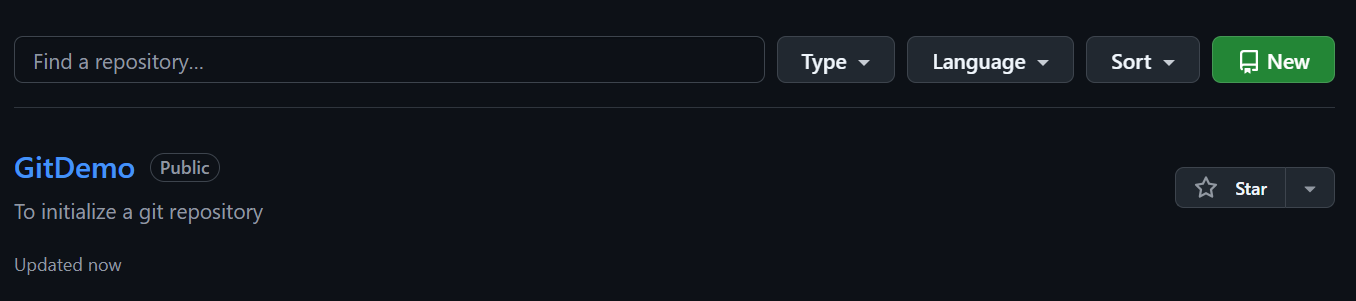 Find a repository... Type Language Sort New
GitDemo Public
Star
To initialize a git repository
Updated now